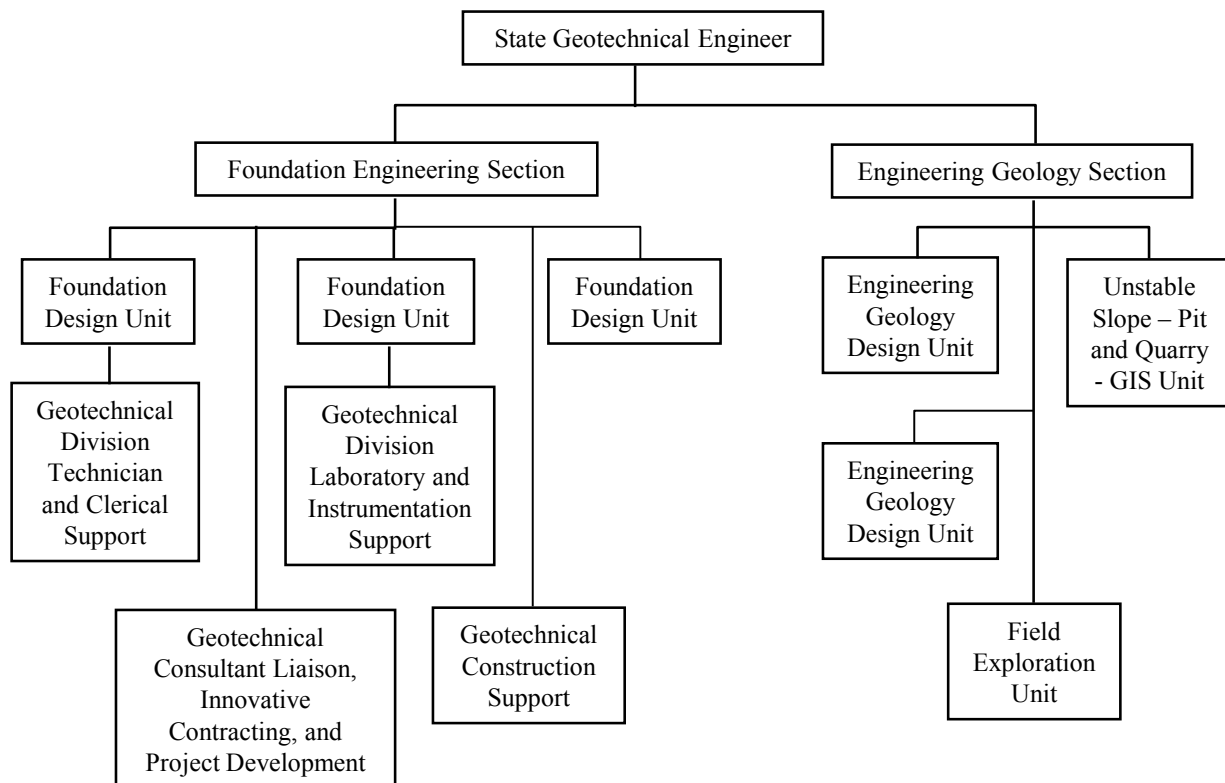 State Geotechnical Engineer
Foundation Engineering Section
Engineering Geology Section
Foundation
Design Unit
Foundation
Design Unit
Foundation
Design Unit
Engineering
Geology
Design Unit
Unstable
Slope – Pit
and Quarry
- GIS Unit
Geotechnical
Division
Technician
and Clerical
Support
Geotechnical
Division
Laboratory and
Instrumentation
Support
Engineering
Geology
Design Unit
Geotechnical
Consultant Liaison,
Innovative
Contracting, and
Project Development
Geotechnical
Construction
Support
Field
Exploration
Unit